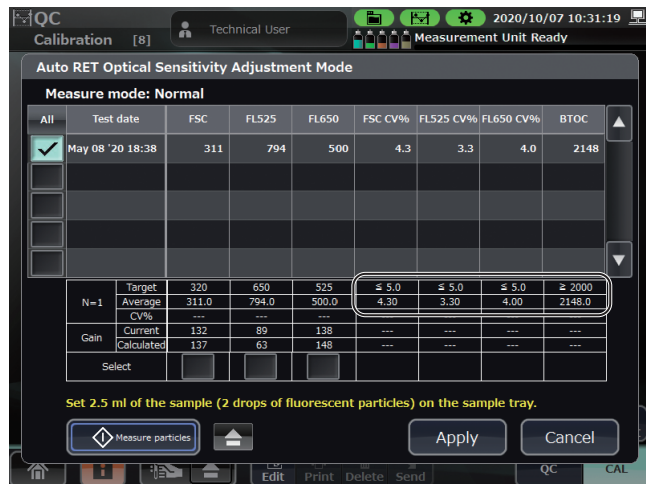 QC 2020/10/07 10:31:19
Technical User
Calibration [8] Measurement Unit Ready
Auto RET Optical Sensitivity Adjustment Mode
Measure mode: Normal
All Test date FSC FL525 FL650 FSC CV% FL525 CV% FL650 CV% BTOC
May 08 '20 18:38 311 794 500 4.3 3.3 4.0 2148
Target 320 650 525 ≦ 5.0 ≦ 5.0 ≦ 5.0 ≧ 2000
N=1 Average 311.0 794.0 500.0 4.30 3.30 4.00 2148.0
CV% --- --- --- --- --- --- ---
Gain Current 132 89 138 --- --- --- ---
Calculated 137 63 148 --- --- --- ---
Select
Set 2.5 ml of the sample (2 drops of fluorescent particles) on the sample tray.
Measure particles Apply Cancel
Edit Print Delete Send QC CAL